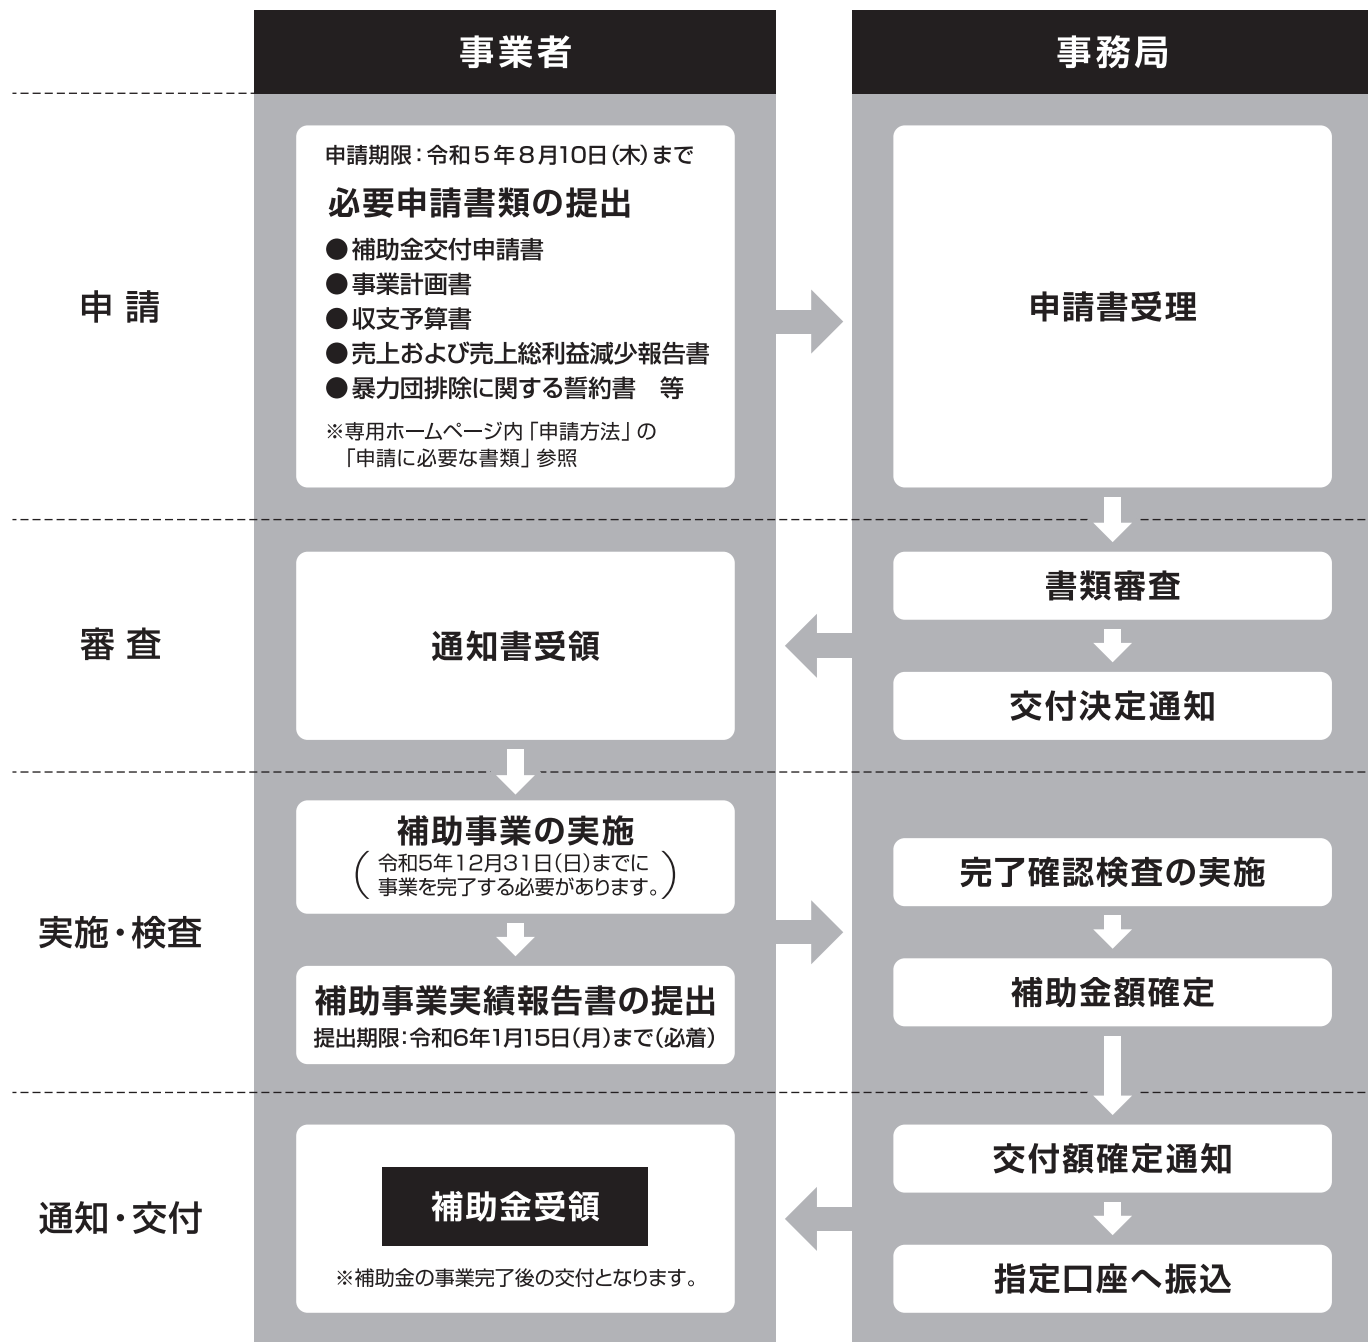 事業者
事務局
申請
申請期限：令和5年8月10日（木）まで
必要申請書類の提出
●補助金交付申請書
●事業計画書
●収支予算書
●売上および売上総利益減少報告書
●暴力団排除に関する誓約書　等
※専用ホームページ内「申請方法」の
「申請に必要な書類」参照
申請書受理
審査
通知書受領
書類審査
交付決定通知
実施・検査
補助事業の実施
（令和5年12月31日（日）までに
事業を完了する必要があります。）
補助事業実績報告書の提出
提出期限：令和6年1月15日（月）まで（必着）
完了確認検査の実施
補助金額確定
通知・交付
補助金受領
※補助金の事業完了後の交付となります。
交付額確定通知
指定口座へ振込